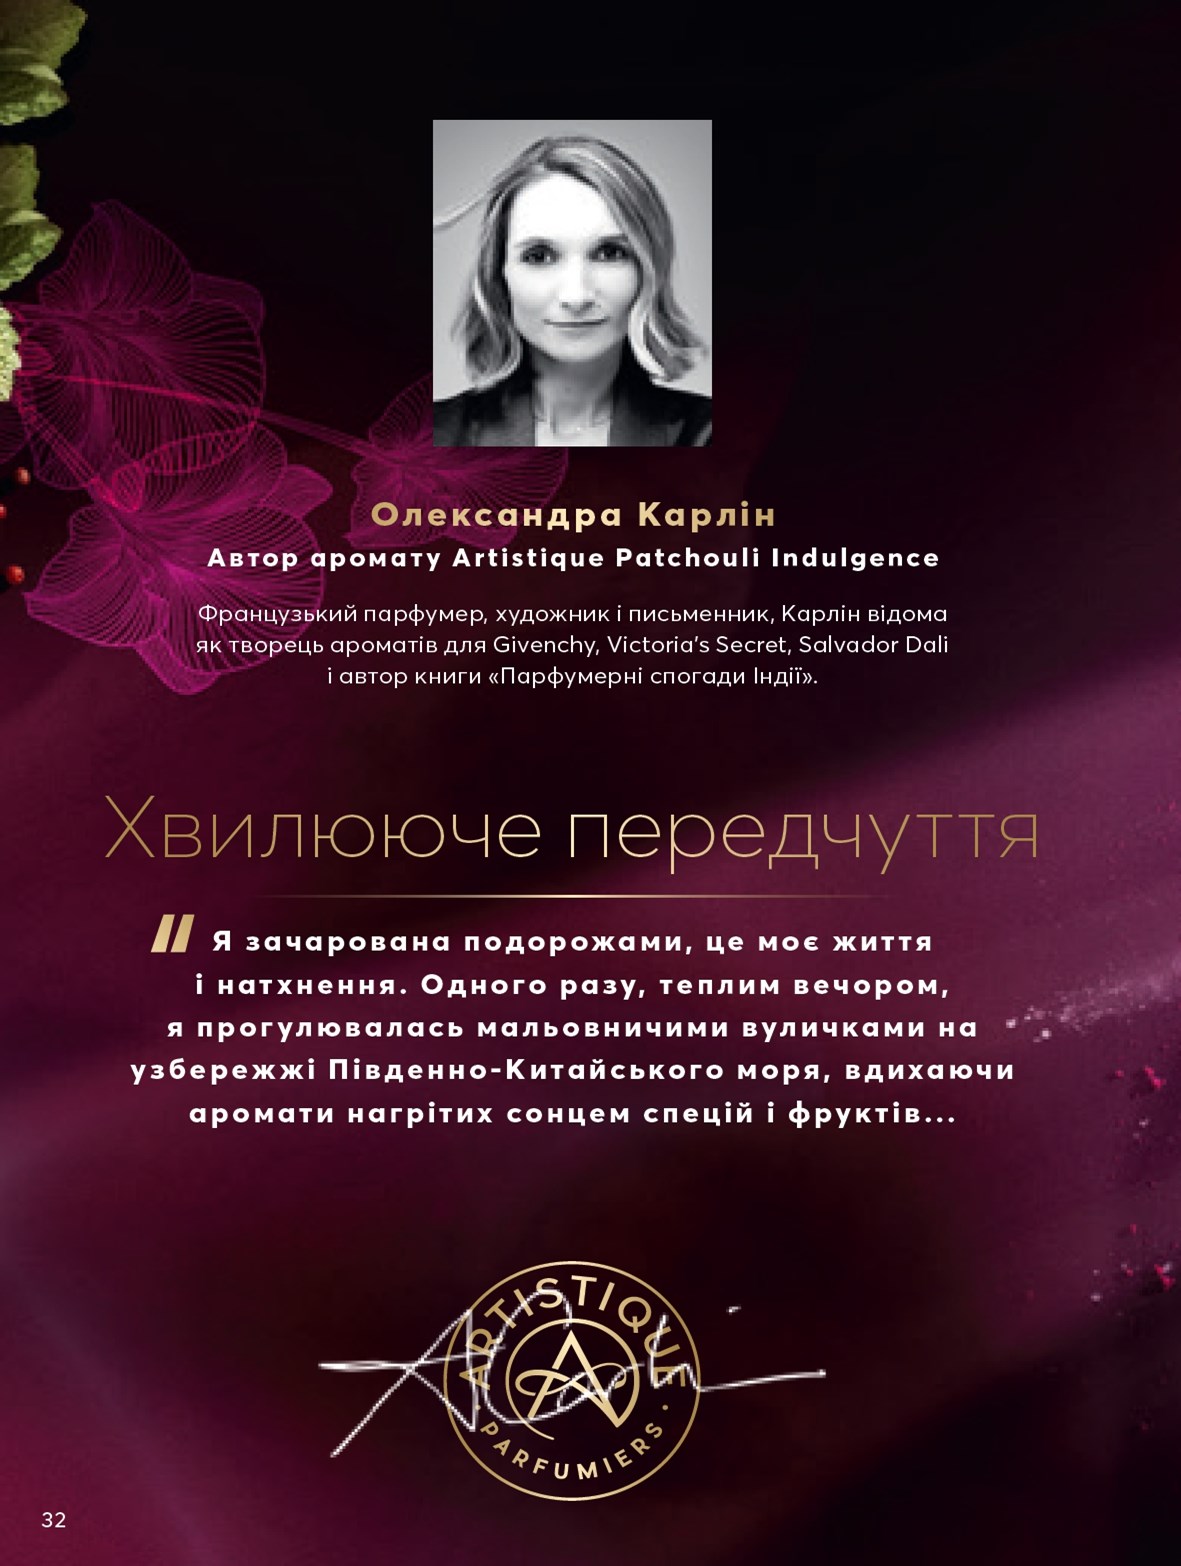 Олександра Карлін
Автор аромату Artistique Patchouli Indulgence
Французький парфумер, художник і письменник, Карлін відома
як творець ароматів для Givenchy, Victoria's Secret, Salvador Dali
і автор книги «Парфумерні спогади Індії».
Хвилююче передчуття
" Я зачарована подорожами, це моє життя
і натхнення. Одного разу, теплим вечором,
я прогулювалась мальовничими вуличками на
узбережжі Південно-Китайського моря, вдихаючи
аромати нагрітих сонцем спецій і фруктів...
ARTISTIQUE
· PARFUMIERS ·
32